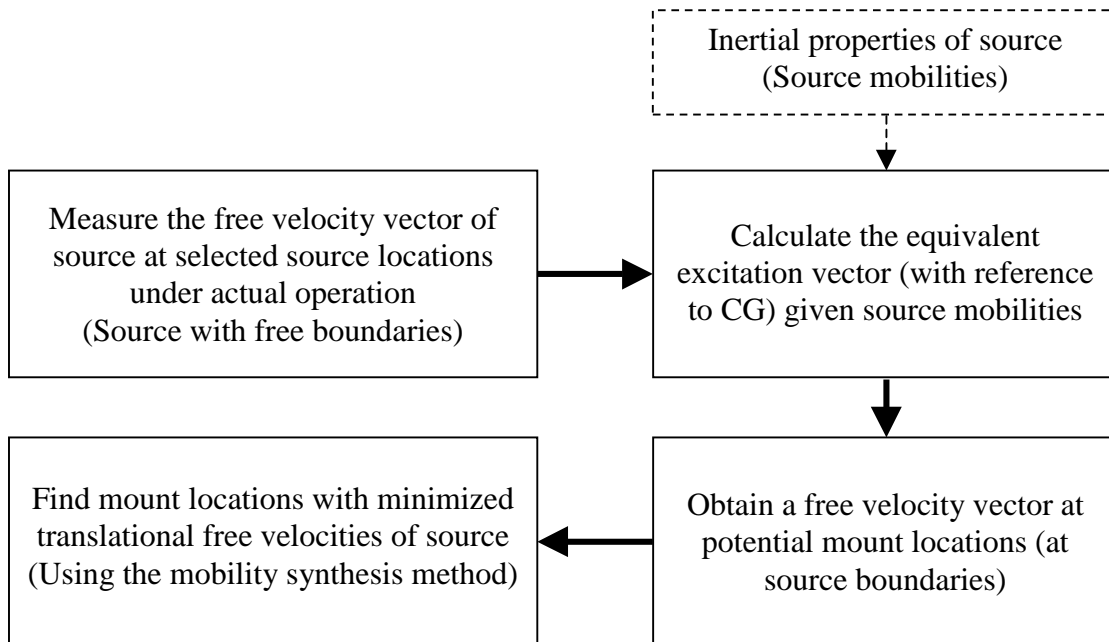 Inertial properties of source
(Source mobilities)
Measure the free velocity vector of
source at selected source locations
under actual operation
(Source with free boundaries)
Calculate the equivalent
excitation vector (with reference
to CG) given source mobilities
Obtain a free velocity vector at
potential mount locations (at
source boundaries)
Find mount locations with minimized
translational free velocities of source
(Using the mobility synthesis method)